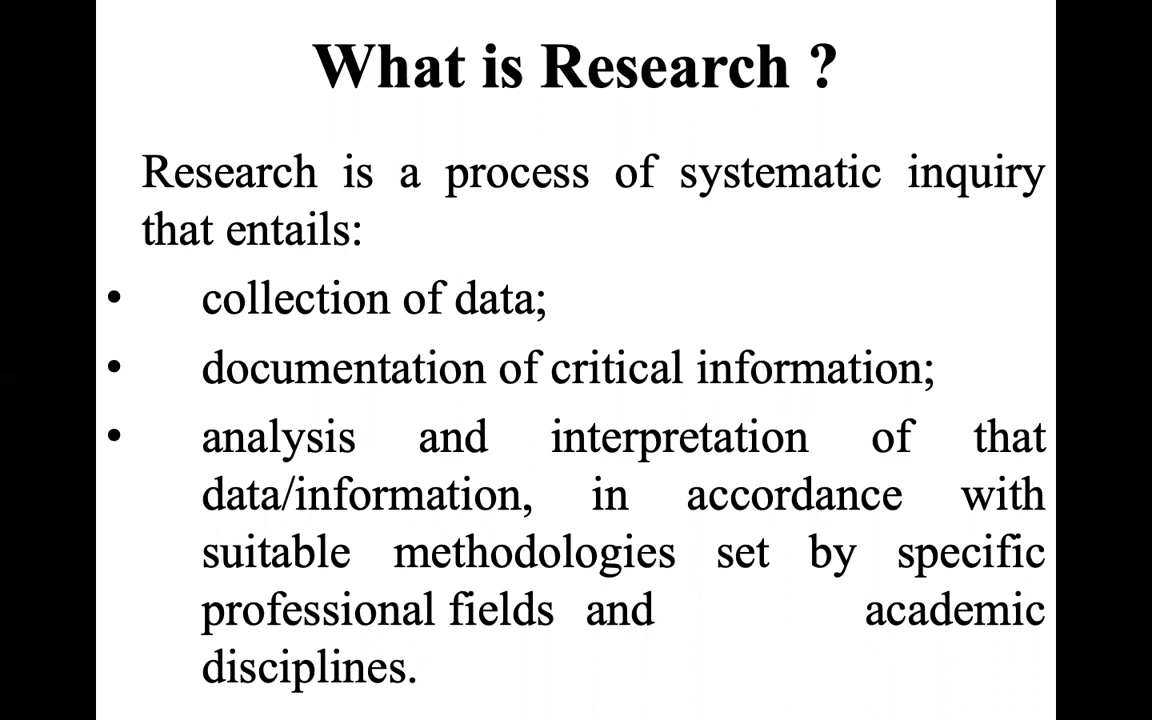 What is Research ?
Research is a process of systematic inquiry
that entails:
• collection of data;
• documentation of critical information;
• analysis and interpretation of that
data/information, in accordance with
suitable methodologies set by specific
professional fields and academic
disciplines.